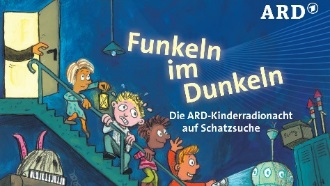 ARD
Funkeln
im
Dunkeln
Die ARD-Kinderradionacht
auf Schatzsuche